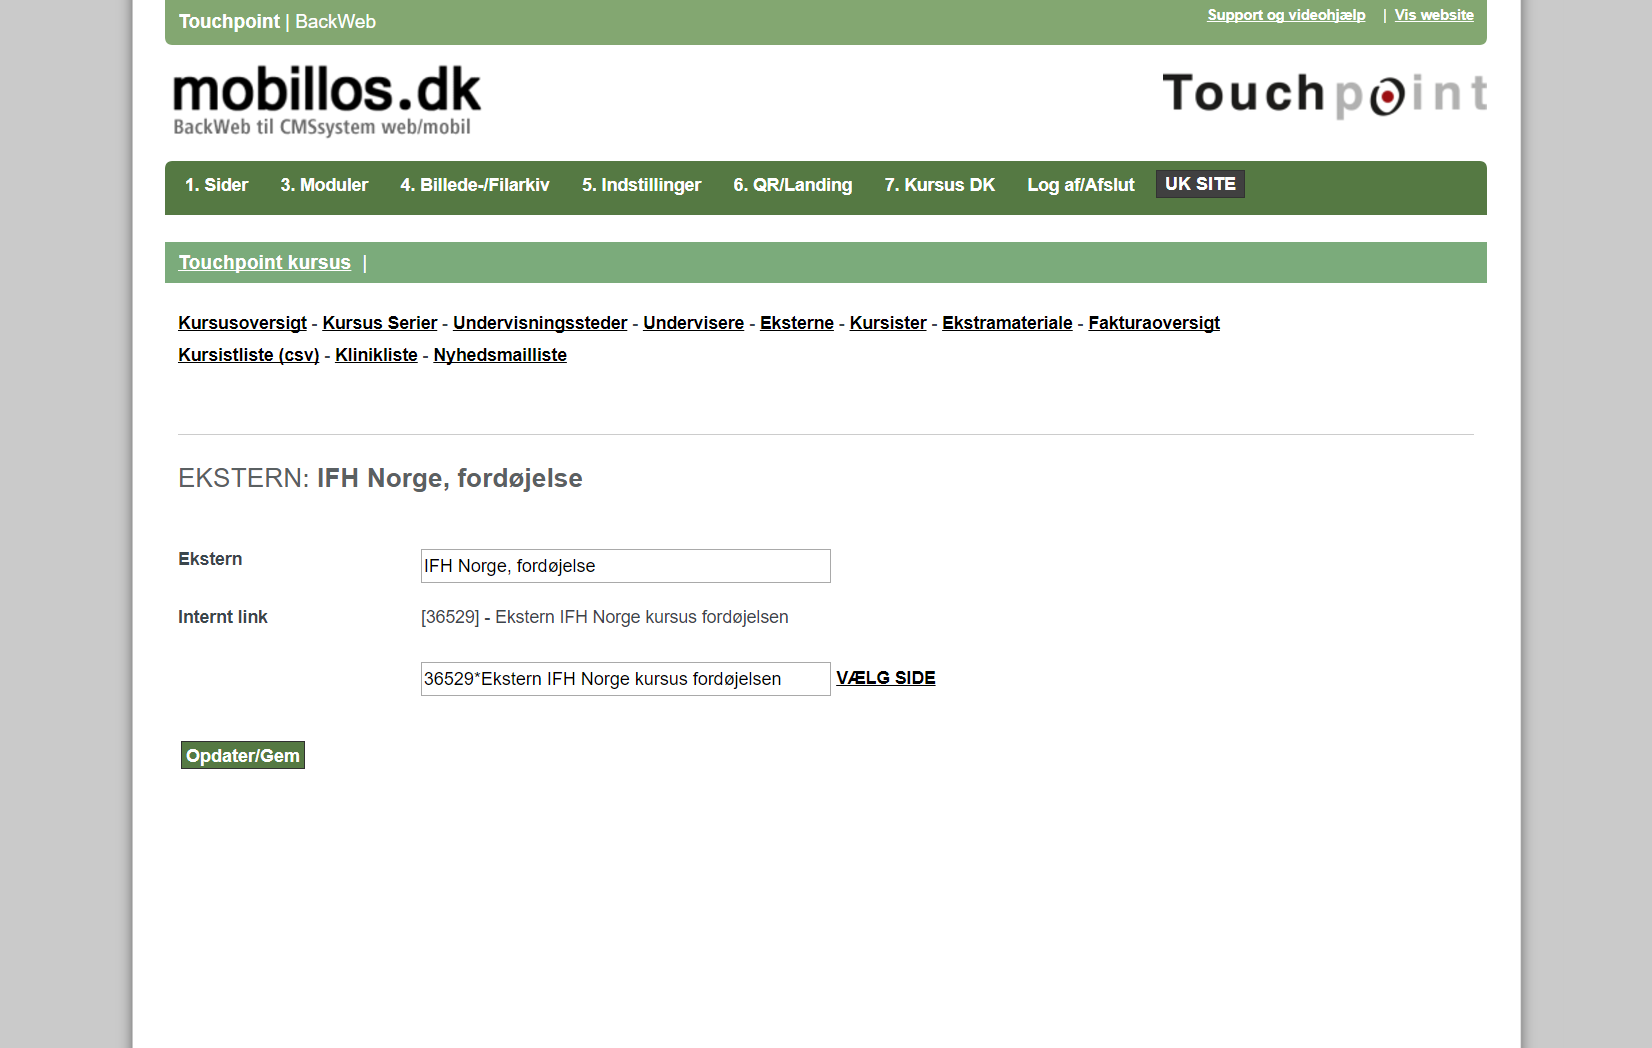 Touchpoint | BackWeb
Support og videohjælp | Vis website
mobillos.dk
BackWeb til CMSsystem web/mobil
Touchpoint
1. Sider 3. Moduler 4. Billede-/Filarkiv 5. Indstillinger 6. QR/Landing 7. Kursus DK Log af/Afslut UK SITE
Touchpoint kursus |
Kursusoversigt - Kursus Serier - Undervisningssteder - Undervisere - Eksterne - Kursister - Ekstramateriale - Fakturaoversigt
Kursistliste (csv) - Klinikliste - Nyhedsmailliste
EKSTERN: IFH Norge, fordøjelse
Ekstern
IFH Norge, fordøjelse
Internt link
[36529] - Ekstern IFH Norge kursus fordøjelsen
36529*Ekstern IFH Norge kursus fordøjelsen VÆLG SIDE
Opdater/Gem